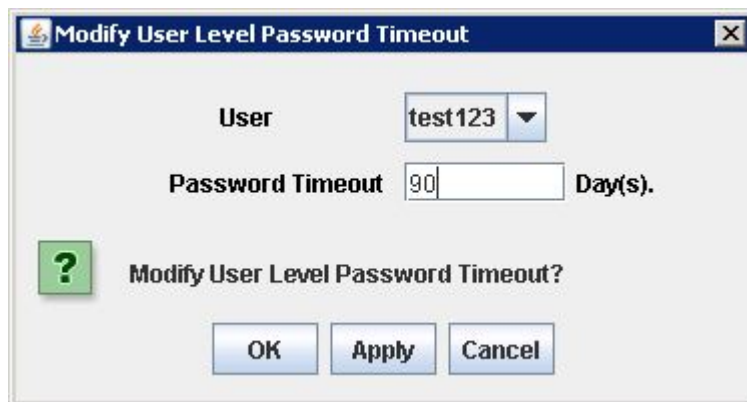 Modify User Level Password Timeout
User test123
Password Timeout 90 Day(s).
? Modify User Level Password Timeout?
OK Apply Cancel